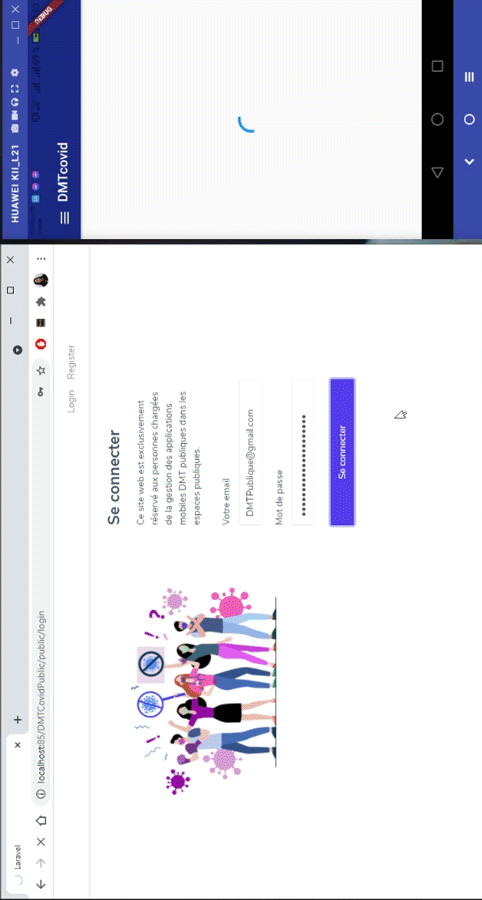 Laravel
localhost:85/DMTCovidPublic/public/login
Login Register
Se connecter
Ce site web est exclusivement
réservé aux personnes chargées
de la gestion des applications
mobiles DMT publiques dans les
espaces publiques.
Votre email
DMTPublique@gmail.com
Mot de passe
Se connecter
HUAWEI KII_L21
69 %
DEBUG
DMTcovid